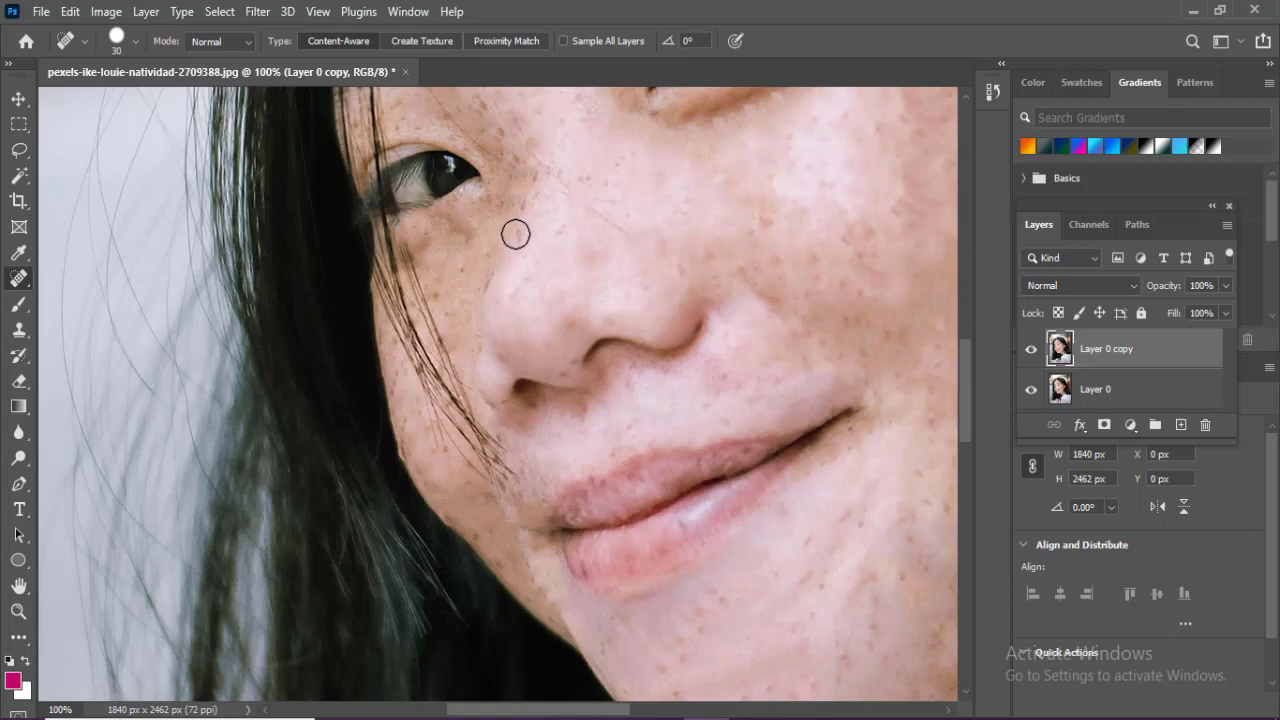 Ps File Edit Image Layer Type Select Filter 3D View Plugins Window Help
30 Mode: Normal Type: Content-Aware Create Texture Proximity Match Sample All Layers 0°
pexels-ike-louie-natividad-2709388.jpg @ 100% (Layer 0 copy, RGB/8) * ×
Color Swatches Gradients Patterns
Search Gradients
Basics
Layers Channels Paths
Kind
Normal Opacity: 100%
Lock: Fill: 100%
Layer 0 copy
Layer 0
fx
W 1840 px X 0 px
H 2462 px Y 0 px
0.00°
Align and Distribute
Align:
Quick Actions
Activate Windows
Go to Settings to activate Windows.
100% 1840 px x 2462 px (72 ppi)